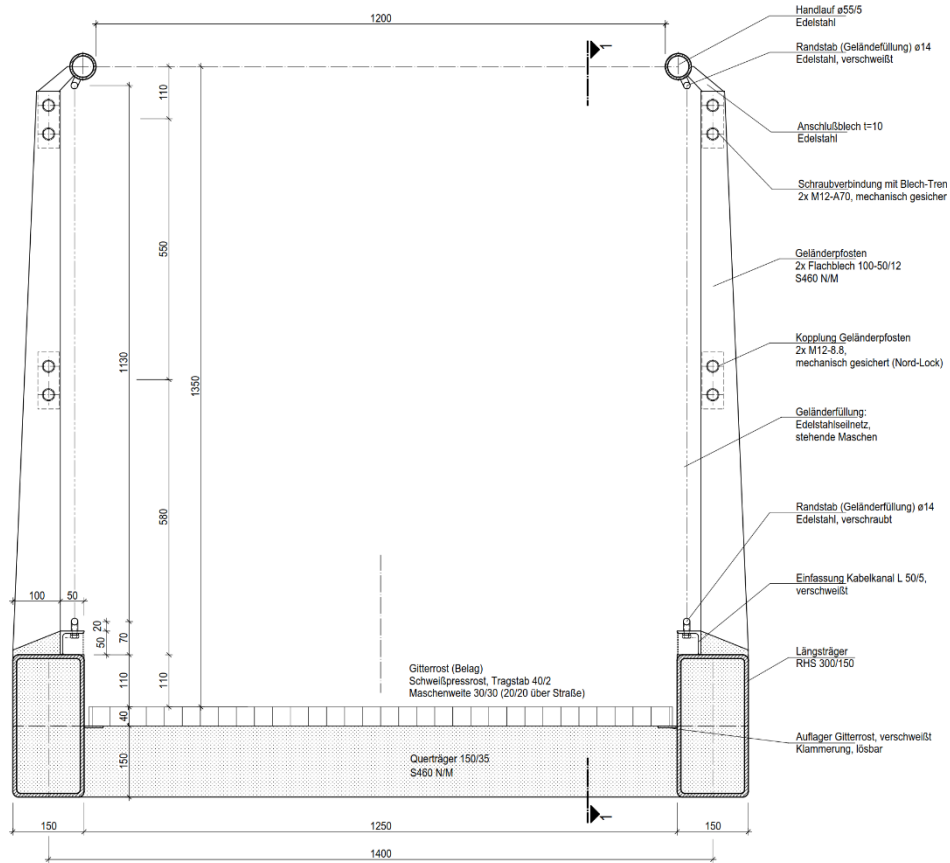 1200
Handlauf ø55/5
Edelstahl
1
Randstab (Geländefüllung) ø14
Edelstahl, verschweißt
110
Anschlußblech t=10
Edelstahl
Schraubverbindung mit Blech-Tren
2x M12-A70, mechanisch gesicher
550
Geländerpfosten
2x Flachblech 100-50/12
S460 N/M
1130
1350
Kopplung Geländerpfosten
2x M12-8.8,
mechanisch gesichert (Nord-Lock)
Geländerfüllung:
Edelstahlseilnetz,
stehende Maschen
580
Randstab (Geländerfüllung) ø14
Edelstahl, verschraubt
100
50
20
50
70
Einfassung Kabelkanal L 50/5,
verschweißt
Längsträger
RHS 300/150
110
110
Gitterrost (Belag)
Schweißpressrost, Tragstab 40/2
Maschenweite 30/30 (20/20 über Straße)
40
Auflager Gitterrost, verschweißt
Klammerung, lösbar
150
Querträger 150/35
S460 N/M
1
150
1250
150
1400